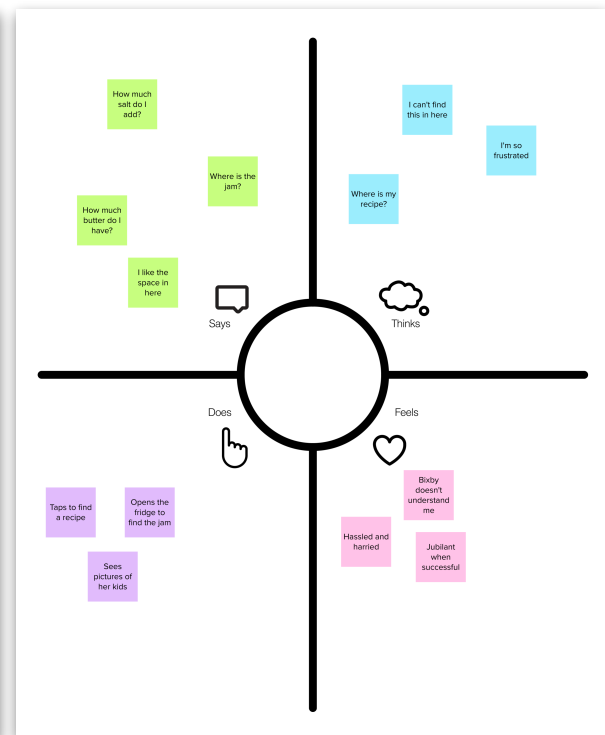 How much
salt do I
add?
Where is the
jam?
How much
butter do I
have?
I like the
space in
here
Says
I can't find
this in here
I'm so
frustrated
Where is my
recipe?
Thinks
Does
Taps to find
a recipe
Opens the
fridge to
find the jam
Sees
pictures of
her kids
Feels
Bixby
doesn't
understand
me
Hassled and
harried
Jubilant
when
successful